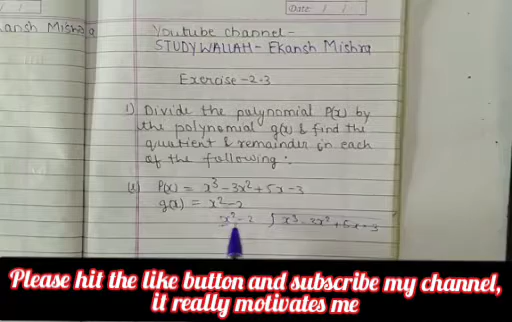 ansh Mishra
Date / /
Youtube channel-
STUDY WALLAH- Ekansh Mishra
Exercise-2.3
1) Divide the polynomial P(x) by
the polynomial g(x) & find the
quotient & remainder in each
of the following:
(i) P(x) = x³-3x²+5x-3
g(x) = x²-2
x²-2 ) x³-3x²+5x-3
Please hit the like button and subscribe my channel,
it really motivates me